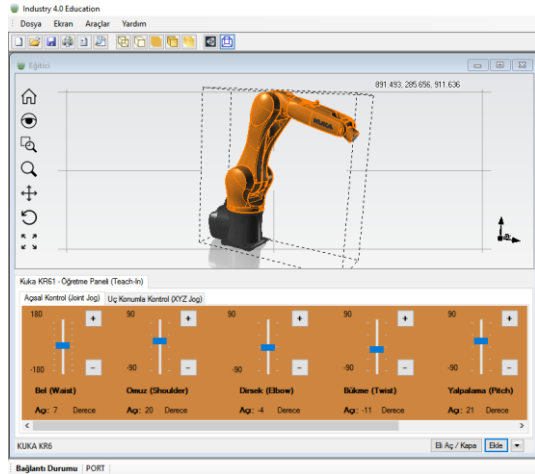 Industry 4.0 Education
Dosya Ekran Araçlar Yardım
Eğitici
891.493, 285.656, 911.636
KUKA
Kuka KR61 - Öğretme Paneli (Teach-In)
Açısal Kontrol (Joint Jog) Uç Konumla Kontrol (XYZ Jog)
180 + 90 + 90 + 90 + 90 +
-180 - -90 - -90 - -90 - -90 -
Bel (Waist) Omuz (Shoulder) Dirsek (Elbow) Bükme (Twist) Yalpalama (Pitch)
Açı: 7 Derece Açı: 20 Derece Açı: -4 Derece Açı: -11 Derece Açı: 21 Derece
KUKA KR6 Eli Aç / Kapa Ekle
Bağlantı Durumu PORT